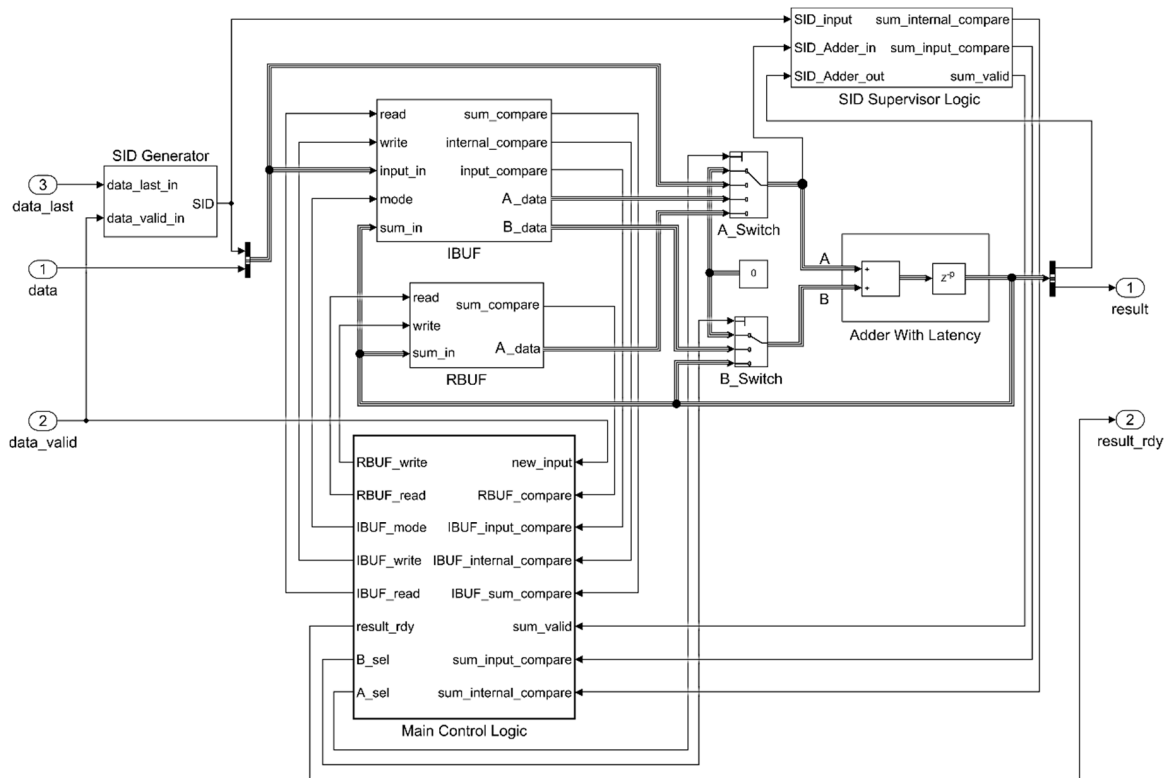 SID_input sum_internal_compare
SID_Adder_in sum_input_compare
SID_Adder_out sum_valid
SID Supervisor Logic
SID Generator
data_last_in
SID
data_valid_in
3
data_last
1
data
2
data_valid
read sum_compare
write internal_compare
input_in input_compare
mode A_data
sum_in B_data
IBUF
read sum_compare
write
sum_in A_data
RBUF
A_Switch
0
B_Switch
A
B
+
+
z-p
Adder With Latency
1
result
2
result_rdy
RBUF_write new_input
RBUF_read RBUF_compare
IBUF_mode IBUF_input_compare
IBUF_write IBUF_internal_compare
IBUF_read IBUF_sum_compare
result_rdy sum_valid
B_sel sum_input_compare
A_sel sum_internal_compare
Main Control Logic